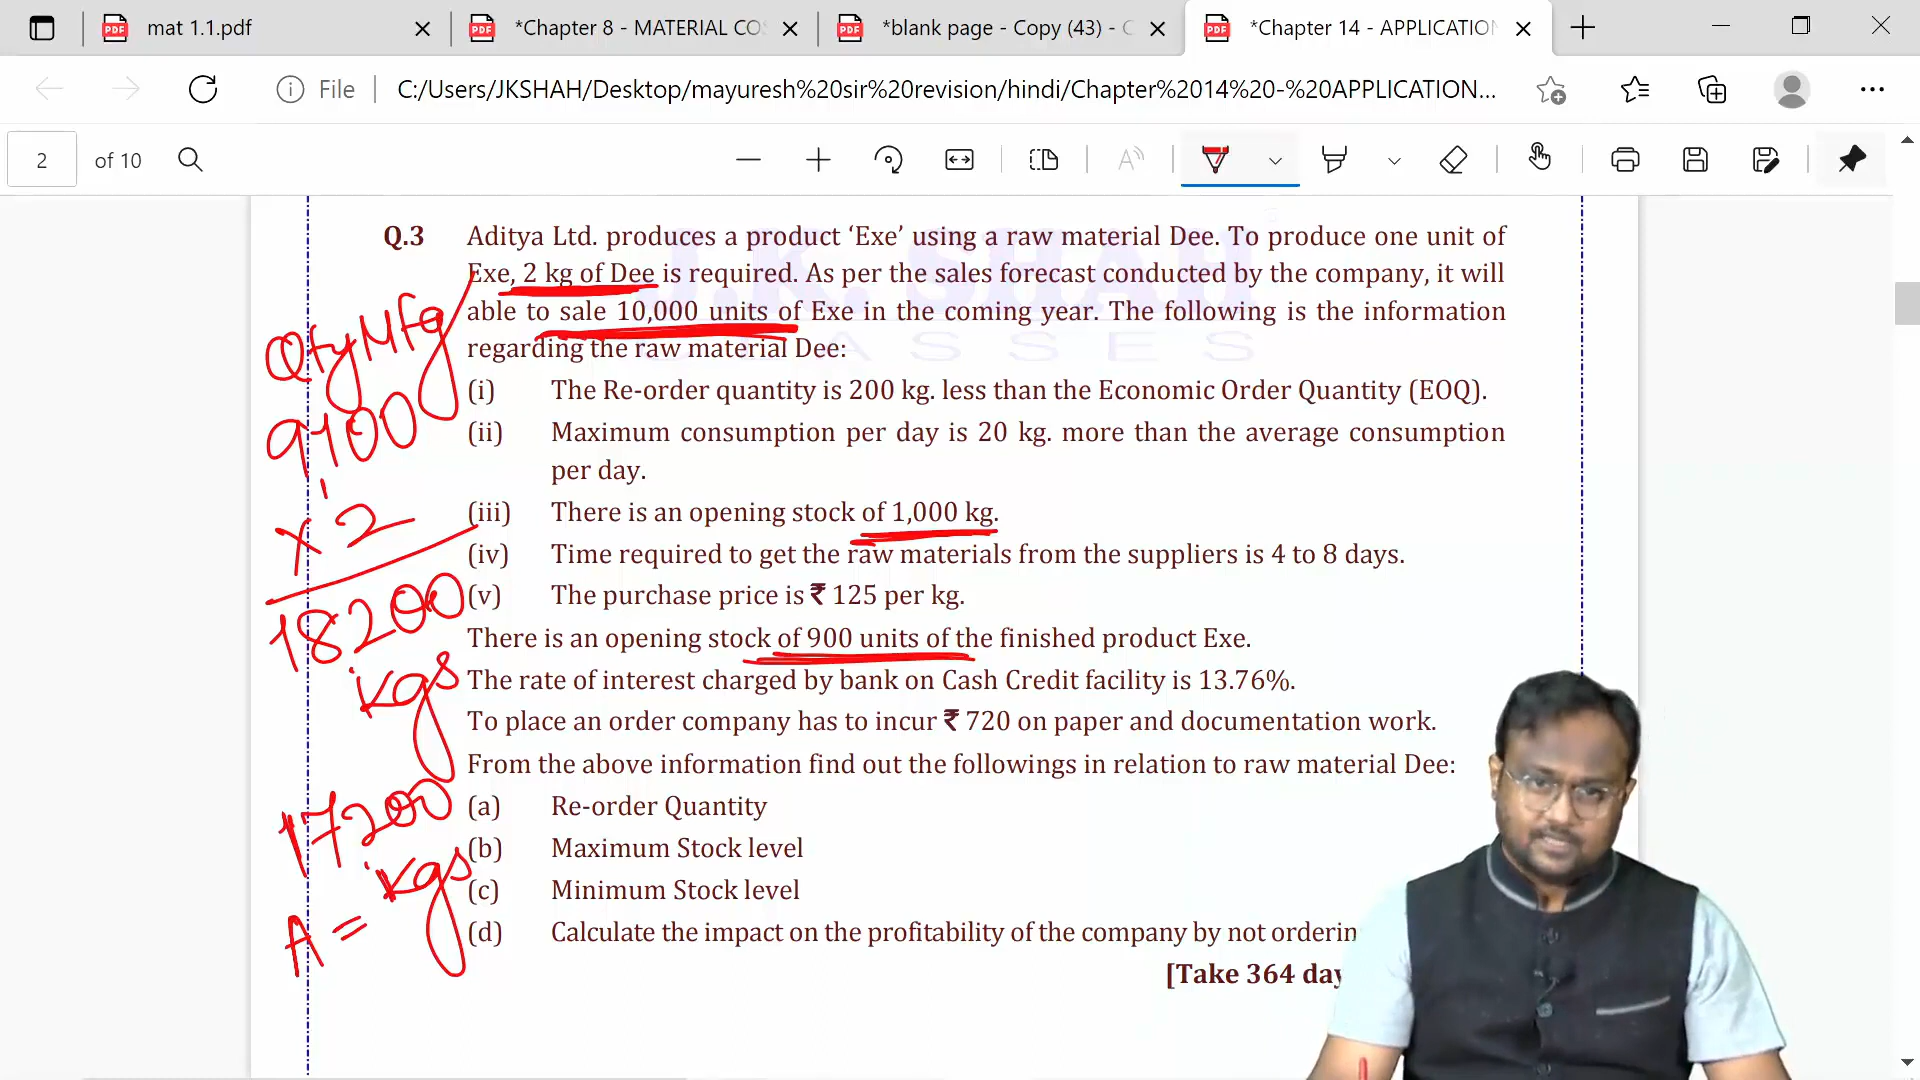 mat 1.1.pdf
*Chapter 8 - MATERIAL COS
*blank page - Copy (43) - C
*Chapter 14 - APPLICATION
File
C:/Users/JKSHAH/Desktop/mayuresh%20sir%20revision/hindi/Chapter%2014%20-%20APPLICATION...
2 of 10
J.K. SHAH
ASSES
Q.3 Aditya Ltd. produces a product ‘Exe’ using a raw material Dee. To produce one unit of
Exe, 2 kg of Dee is required. As per the sales forecast conducted by the company, it will
able to sale 10,000 units of Exe in the coming year. The following is the information
regarding the raw material Dee:
(i) The Re-order quantity is 200 kg. less than the Economic Order Quantity (EOQ).
(ii) Maximum consumption per day is 20 kg. more than the average consumption
per day.
(iii) There is an opening stock of 1,000 kg.
(iv) Time required to get the raw materials from the suppliers is 4 to 8 days.
(v) The purchase price is ₹ 125 per kg.
There is an opening stock of 900 units of the finished product Exe.
The rate of interest charged by bank on Cash Credit facility is 13.76%.
To place an order company has to incur ₹ 720 on paper and documentation work.
From the above information find out the followings in relation to raw material Dee:
(a) Re-order Quantity
(b) Maximum Stock level
(c) Minimum Stock level
(d) Calculate the impact on the profitability of the company by not orderin
[Take 364 day
Qty Mfg
9100
x 2
18200
kgs
17200
kgs
A =